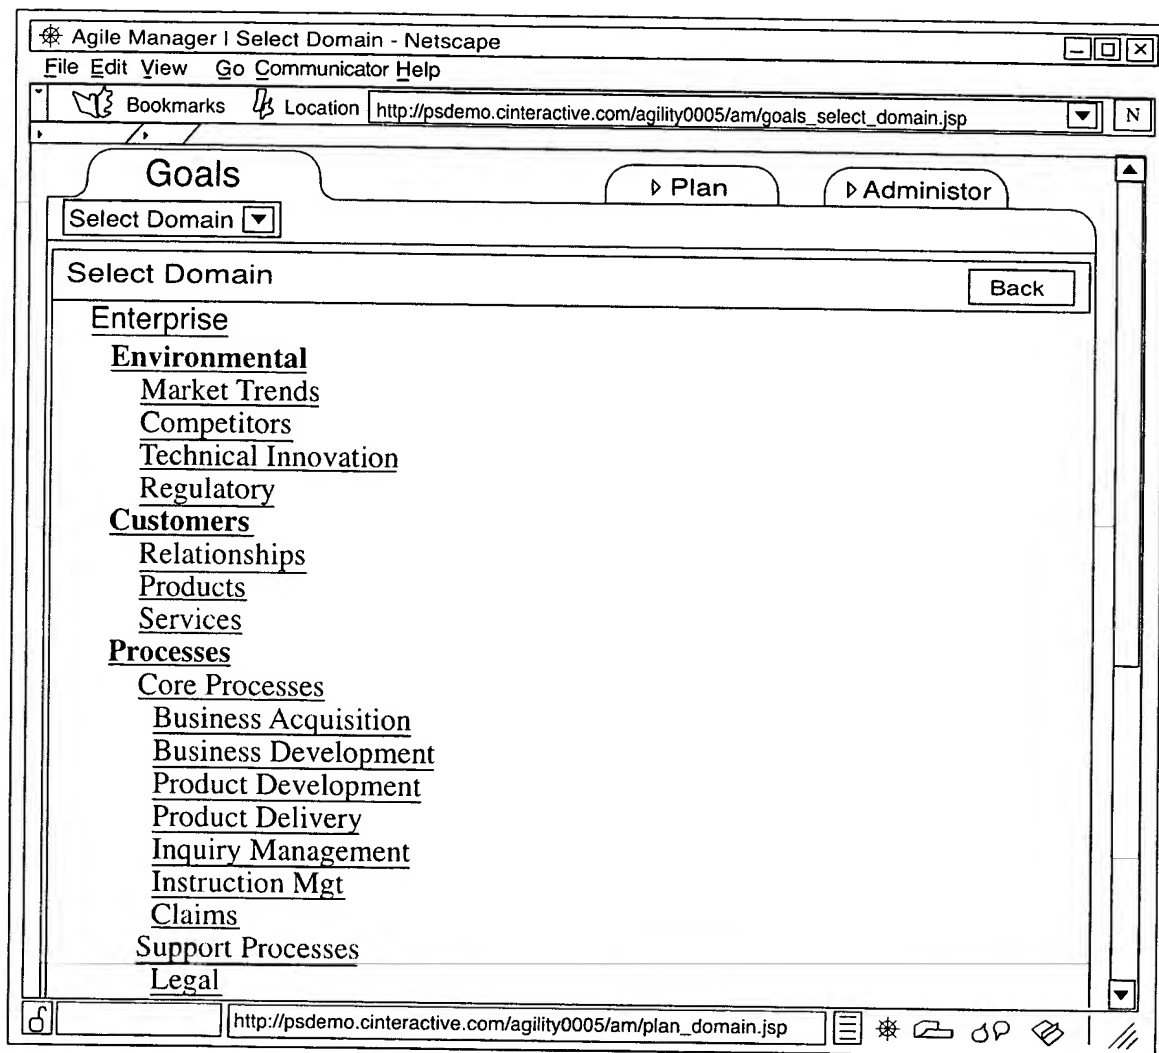 Agile Manager | Select Domain - Netscape
File Edit View Go Communicator Help
Bookmarks Location http://psdemo.cinteractive.com/agility0005/am/goals_select_domain.jsp N
Goals Plan Administor
Select Domain
Select Domain Back
Enterprise
Environmental
Market Trends
Competitors
Technical Innovation
Regulatory
Customers
Relationships
Products
Services
Processes
Core Processes
Business Acquisition
Business Development
Product Development
Product Delivery
Inquiry Management
Instruction Mgt
Claims
Support Processes
Legal
http://psdemo.cinteractive.com/agility0005/am/plan_domain.jsp